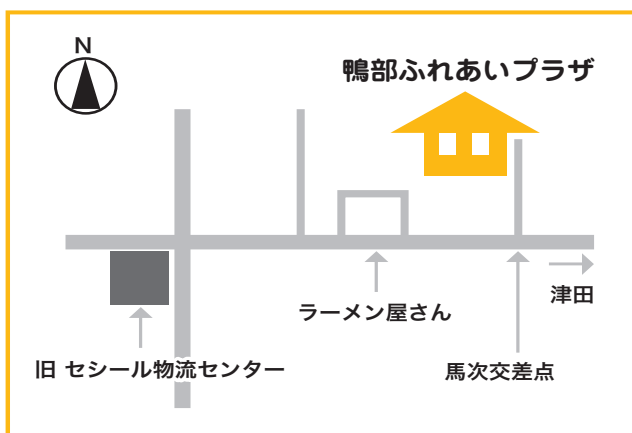 N
鴨部ふれあいプラザ
津田
ラーメン屋さん
旧 セシール物流センター
馬次交差点